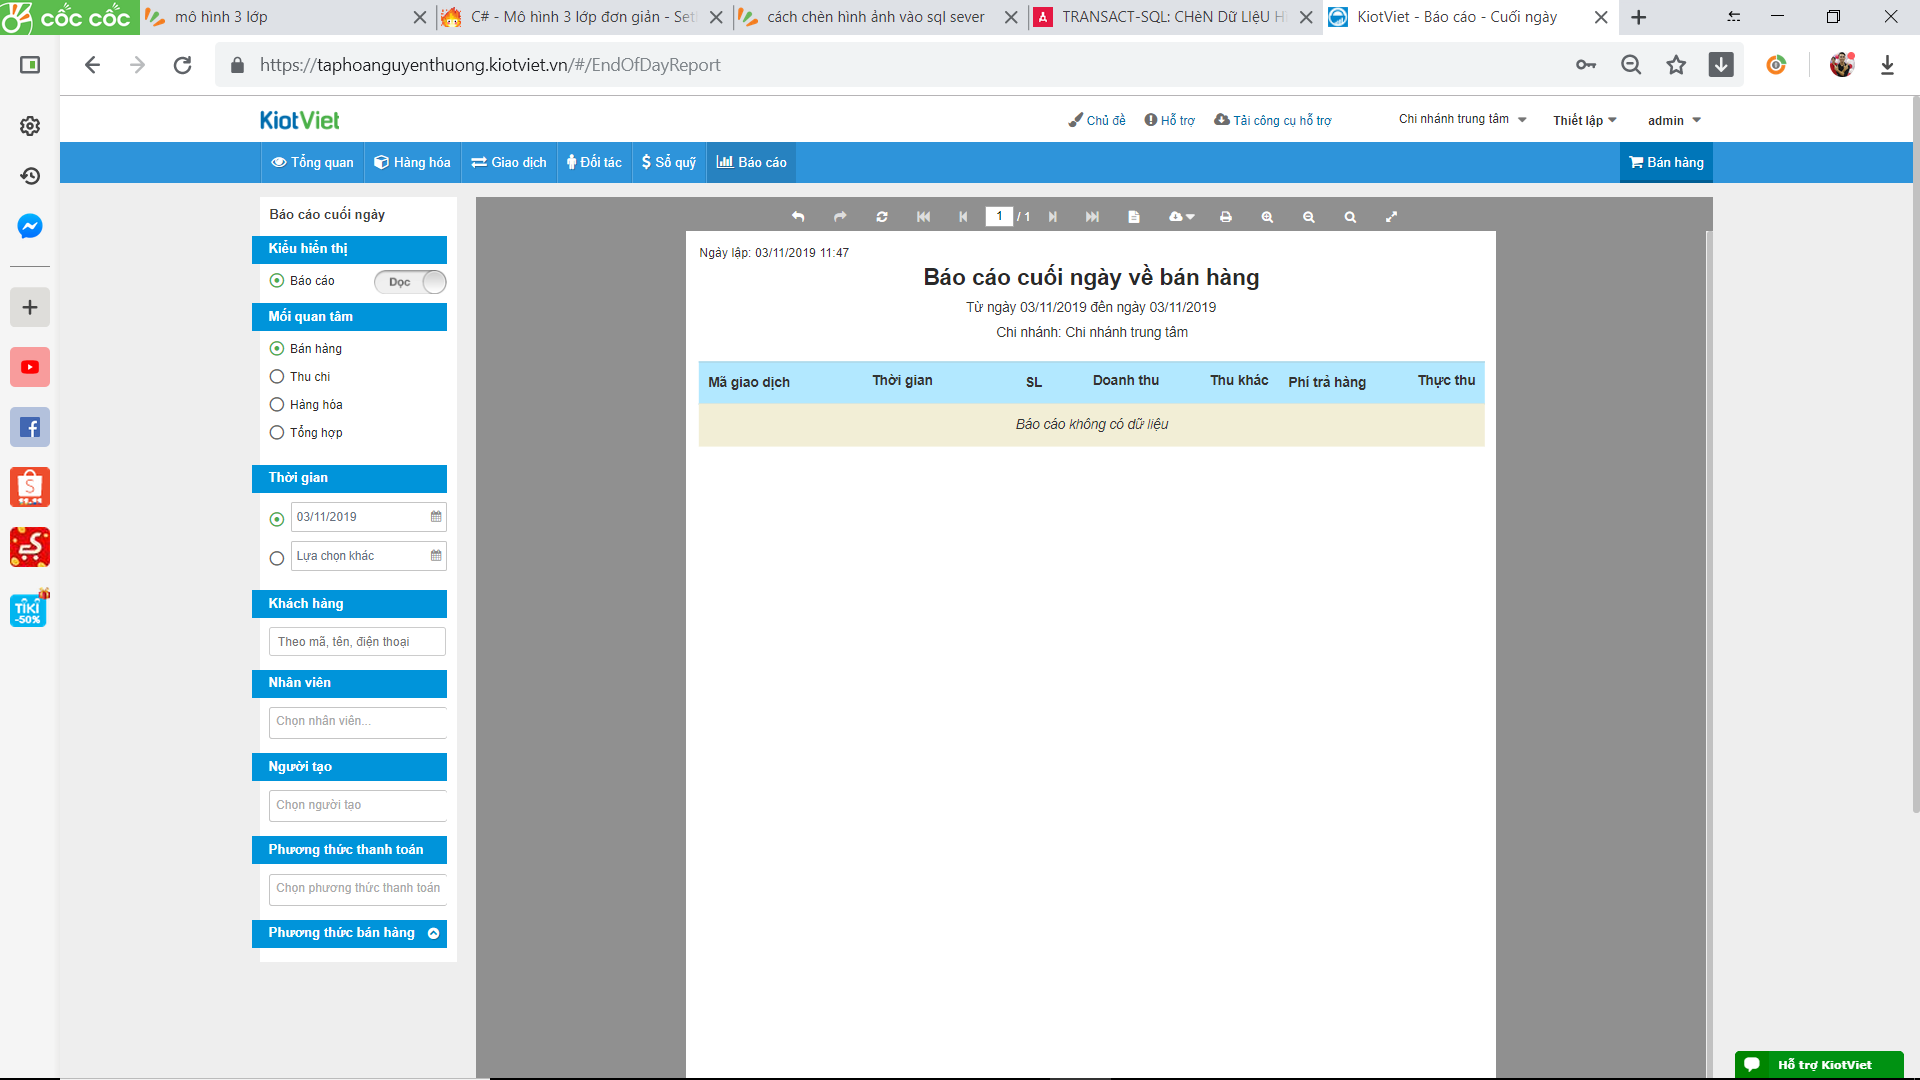 cốc cốc
mô hình 3 lớp
C# - Mô hình 3 lớp đơn giản - Set
cách chèn hình ảnh vào sql sever
TRANSACT-SQL: CHèN Dữ LIệU H
KiotViet - Báo cáo - Cuối ngày
https://taphoanguyenthuong.kiotviet.vn/#/EndOfDayReport
KiotViet
Chủ đề
Hỗ trợ
Tải công cụ hỗ trợ
Chi nhánh trung tâm
Thiết lập
admin
Tổng quan
Hàng hóa
Giao dịch
Đối tác
Sổ quỹ
Báo cáo
Bán hàng
Báo cáo cuối ngày
Kiểu hiển thị
Báo cáo
Dọc
Mối quan tâm
Bán hàng
Thu chi
Hàng hóa
Tổng hợp
Thời gian
03/11/2019
Lựa chọn khác
Khách hàng
Theo mã, tên, điện thoại
Nhân viên
Chọn nhân viên...
Người tạo
Chọn người tạo
Phương thức thanh toán
Chọn phương thức thanh toán
Phương thức bán hàng
1 / 1
Ngày lập: 03/11/2019 11:47
Báo cáo cuối ngày về bán hàng
Từ ngày 03/11/2019 đến ngày 03/11/2019
Chi nhánh: Chi nhánh trung tâm
Mã giao dịch Thời gian SL Doanh thu Thu khác Phí trả hàng Thực thu
Báo cáo không có dữ liệu
TIKI
-50%
Hỗ trợ KiotViet